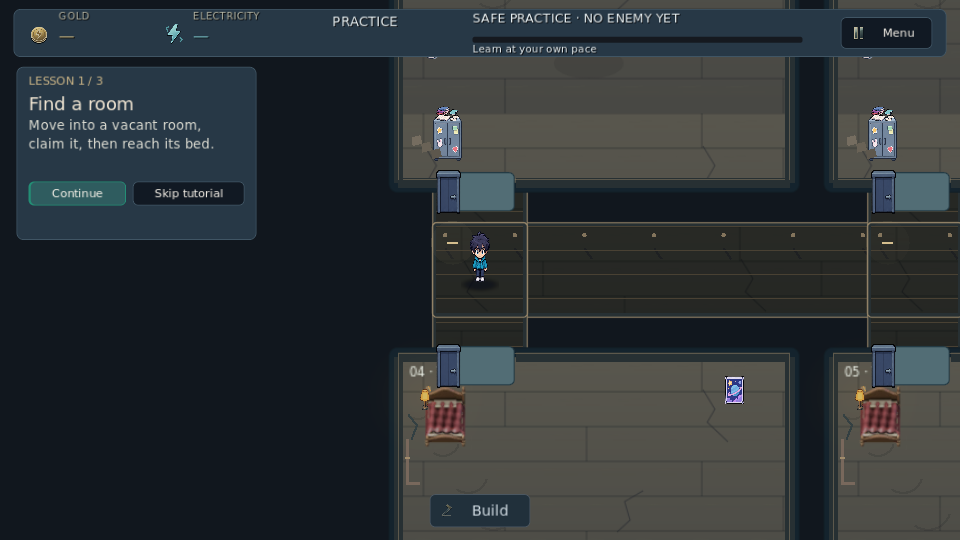 GOLD
—
ELECTRICITY
—
PRACTICE
SAFE PRACTICE · NO ENEMY YET
Learn at your own pace
Menu
LESSON 1 / 3
Find a room
Move into a vacant room,
claim it, then reach its bed.
Continue
Skip tutorial
04 ·
05 ·
Build